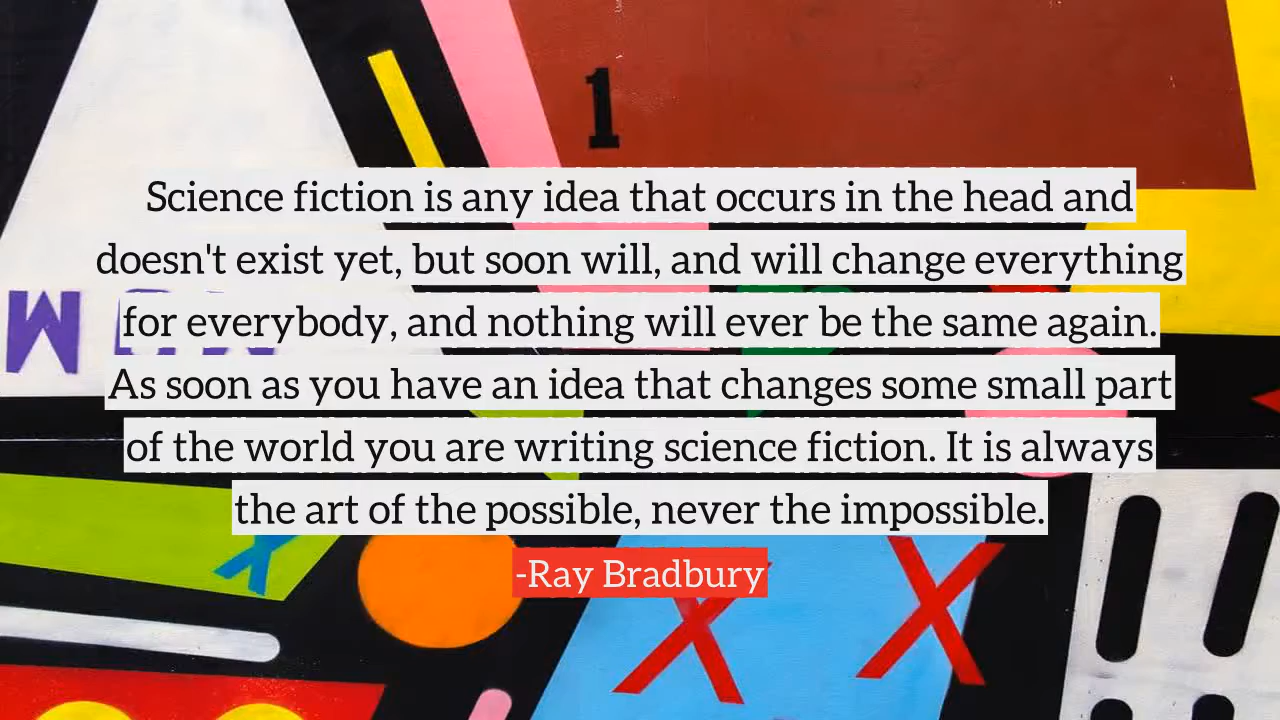 1
Science fiction is any idea that occurs in the head and
doesn't exist yet, but soon will, and will change everything
for everybody, and nothing will ever be the same again.
As soon as you have an idea that changes some small part
of the world you are writing science fiction. It is always
the art of the possible, never the impossible.
-Ray Bradbury
X X